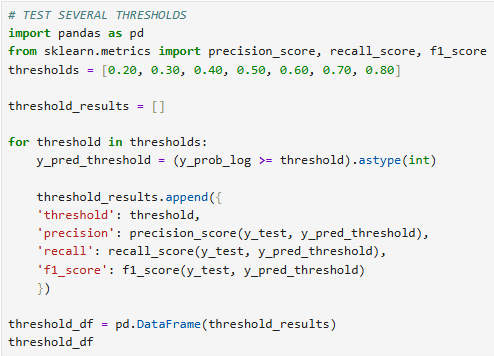 # TEST SEVERAL THRESHOLDS
import pandas as pd
from sklearn.metrics import precision_score, recall_score, f1_score
thresholds = [0.20, 0.30, 0.40, 0.50, 0.60, 0.70, 0.80]

threshold_results = []

for threshold in thresholds:
    y_pred_threshold = (y_prob_log >= threshold).astype(int)

    threshold_results.append({
    'threshold': threshold,
    'precision': precision_score(y_test, y_pred_threshold),
    'recall': recall_score(y_test, y_pred_threshold),
    'f1_score': f1_score(y_test, y_pred_threshold)
    })

threshold_df = pd.DataFrame(threshold_results)
threshold_df